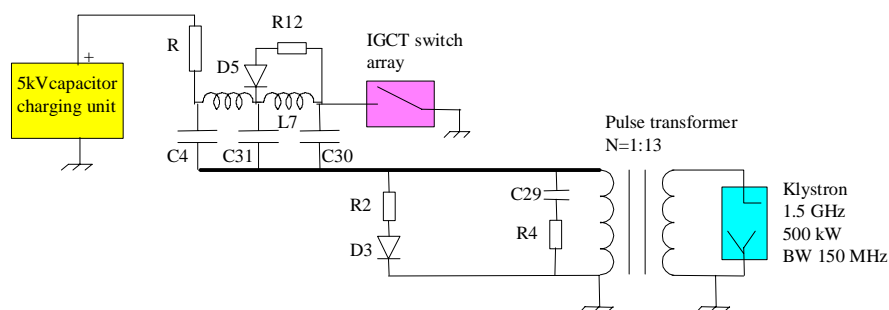 R12
IGCT switch
array
R
D5
+
5kVcapacitor
charging unit
L7
C4
C31
C30
Pulse transformer
N=1:13
R2
C29
Klystron
1.5 GHz
500 kW
BW 150 MHz
R4
D3